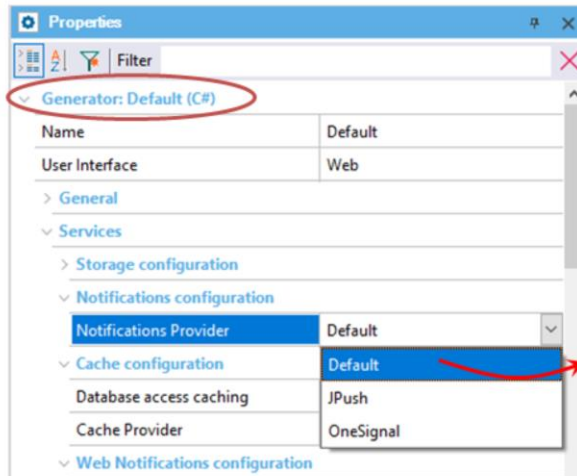 Properties
Filter
Generator: Default (C#)
Name Default
User Interface Web
General
Services
Storage configuration
Notifications configuration
Notifications Provider Default
Cache configuration Default
Database access caching JPush
Cache Provider OneSignal
Web Notifications configuration